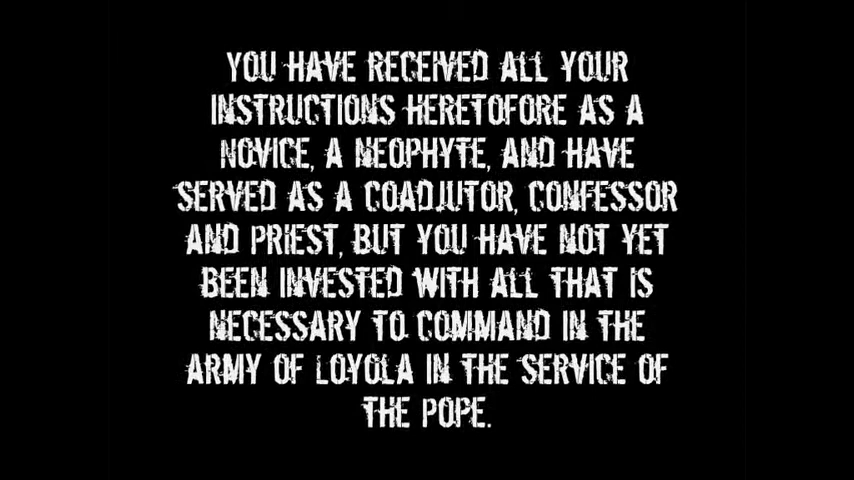 YOU HAVE RECEIVED ALL YOUR
INSTRUCTIONS HERETOFORE AS A
NOVICE, A NEOPHYTE, AND HAVE
SERVED AS A COADJUTOR, CONFESSOR
AND PRIEST, BUT YOU HAVE NOT YET
BEEN INVESTED WITH ALL THAT IS
NECESSARY TO COMMAND IN THE
ARMY OF LOYOLA IN THE SERVICE OF
THE POPE.